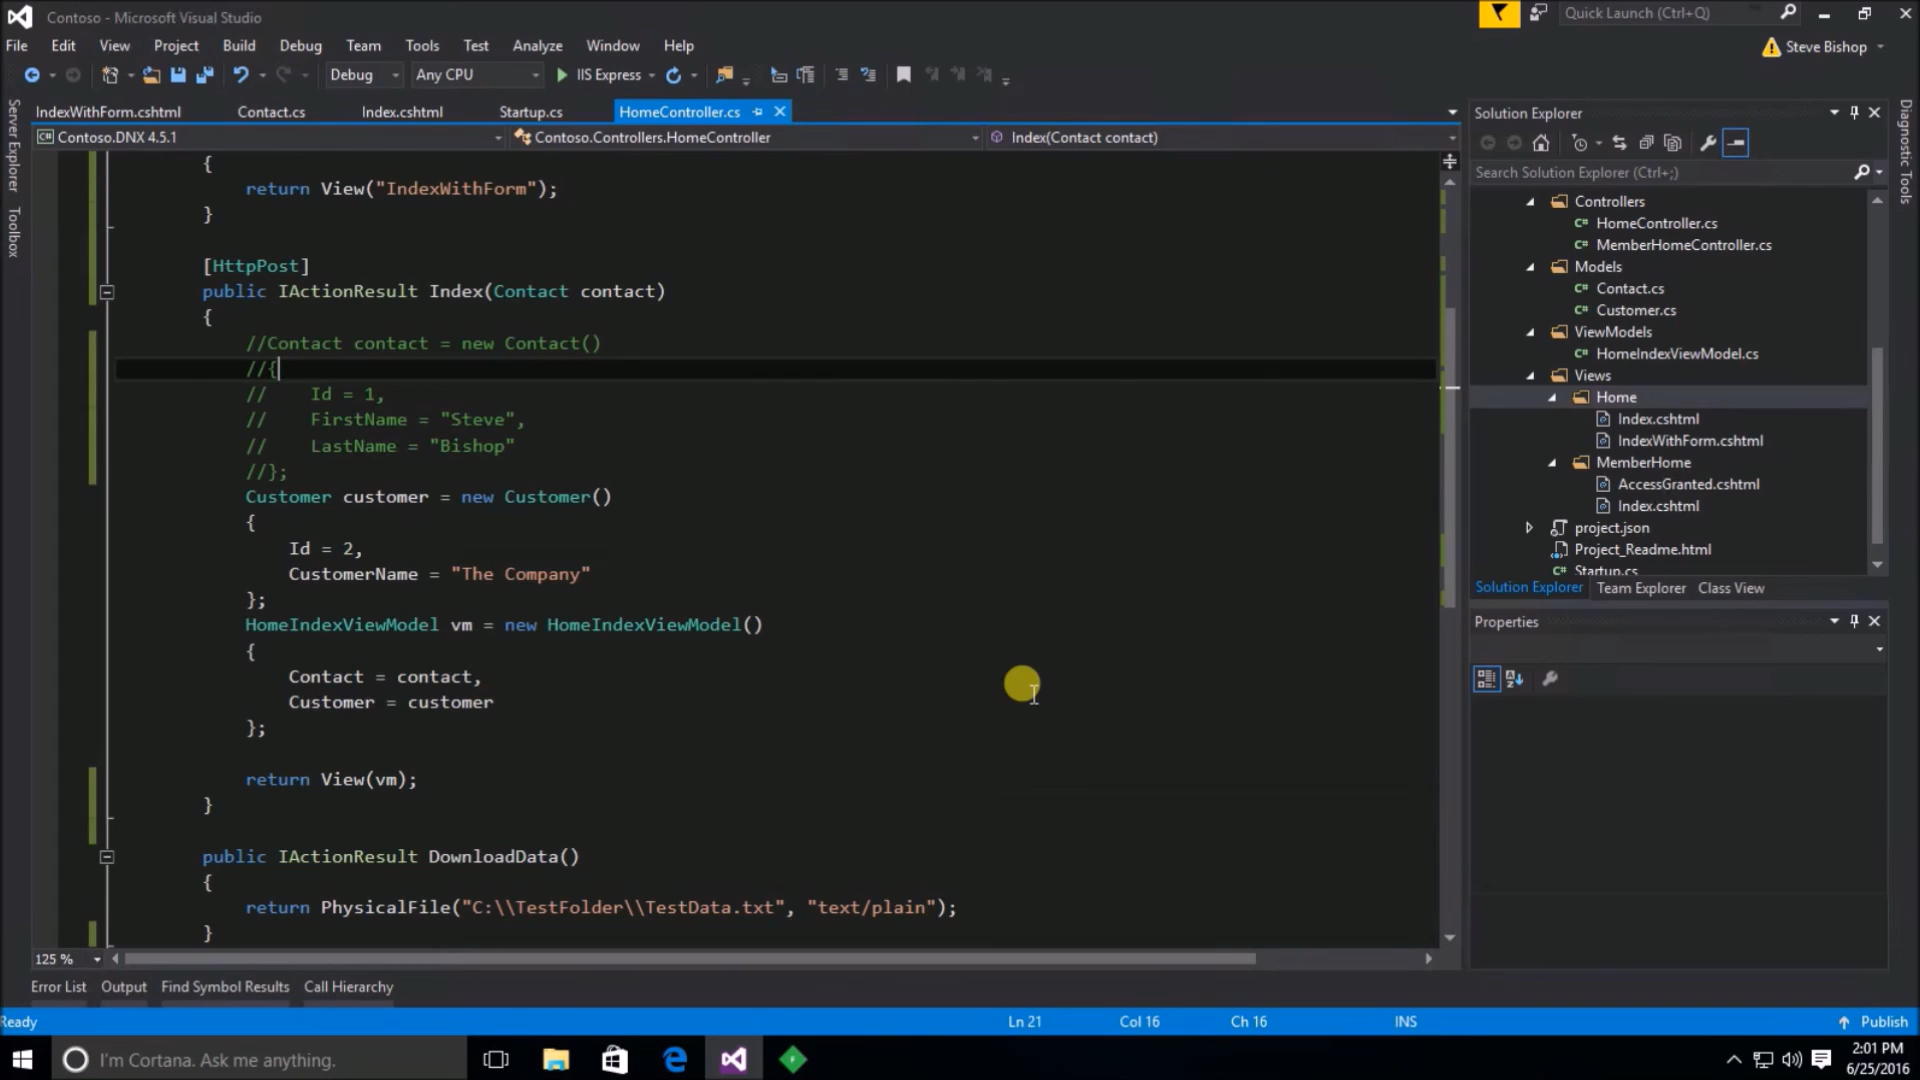 Contoso - Microsoft Visual Studio
Quick Launch (Ctrl+Q)
File Edit View Project Build Debug Team Tools Test Analyze Window Help
Steve Bishop
Debug Any CPU IIS Express
Server Explorer
Toolbox
IndexWithForm.cshtml Contact.cs Index.cshtml Startup.cs HomeController.cs
Contoso.DNX 4.5.1 Contoso.Controllers.HomeController Index(Contact contact)
{
return View("IndexWithForm");
}
[HttpPost]
public IActionResult Index(Contact contact)
{
//Contact contact = new Contact()
//{
// Id = 1,
// FirstName = "Steve",
// LastName = "Bishop"
//};
Customer customer = new Customer()
{
Id = 2,
CustomerName = "The Company"
};
HomeIndexViewModel vm = new HomeIndexViewModel()
{
Contact = contact,
Customer = customer
};
return View(vm);
}
public IActionResult DownloadData()
{
return PhysicalFile("C:\\TestFolder\\TestData.txt", "text/plain");
}
125 %
Error List Output Find Symbol Results Call Hierarchy
Solution Explorer
Search Solution Explorer (Ctrl+;)
Controllers
C# HomeController.cs
C# MemberHomeController.cs
Models
C# Contact.cs
C# Customer.cs
ViewModels
C# HomeIndexViewModel.cs
Views
Home
Index.cshtml
IndexWithForm.cshtml
MemberHome
AccessGranted.cshtml
Index.cshtml
project.json
Project_Readme.html
C# Startup.cs
Solution Explorer Team Explorer Class View
Properties
Diagnostic Tools
Ready Ln 21 Col 16 Ch 16 INS Publish
I'm Cortana. Ask me anything.
2:01 PM
6/25/2016